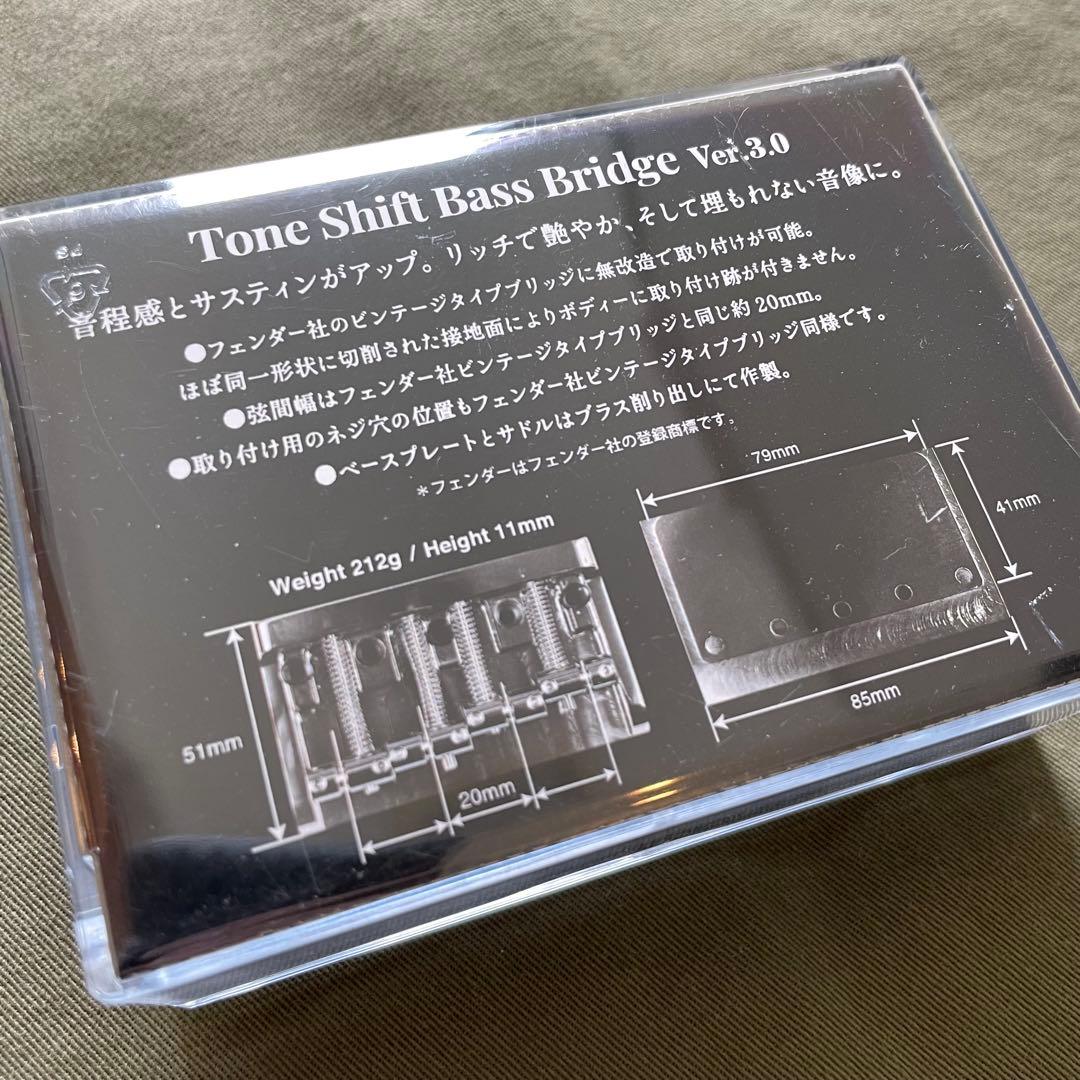 Tone Shift Bass Bridge Ver.3.0
音程感とサスティンがアップ。リッチで艶やか、そして埋もれない音像に。
●フェンダー社のビンテージタイプブリッジに無改造で取り付けが可能。
ほぼ同一形状に切削された接地面によりボディーに取り付け跡が付きません。
●弦間幅はフェンダー社ビンテージタイプブリッジと同じ約20mm。
●取り付け用のネジ穴の位置もフェンダー社ビンテージタイプブリッジ同様です。
●ベースプレートとサドルはブラス削り出しにて作製。
*フェンダーはフェンダー社の登録商標です。
Weight 212g / Height 11mm
79mm
41mm
51mm
20mm
85mm